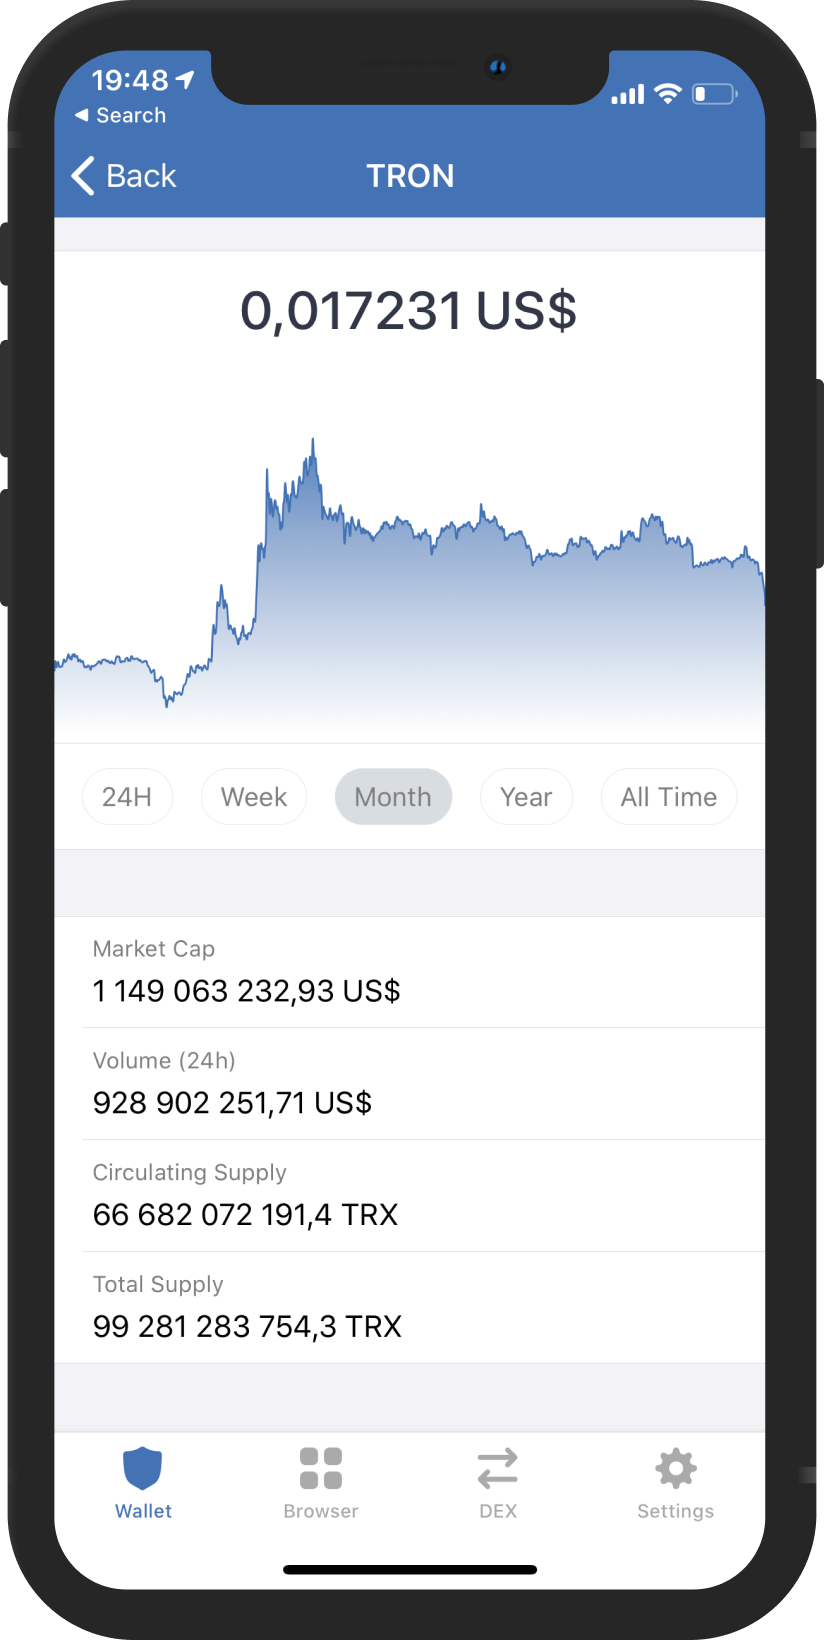 19:48
Search
Back
TRON
0,017231 US$
24H Week Month Year All Time
Market Cap
1 149 063 232,93 US$
Volume (24h)
928 902 251,71 US$
Circulating Supply
66 682 072 191,4 TRX
Total Supply
99 281 283 754,3 TRX
Wallet Browser DEX Settings